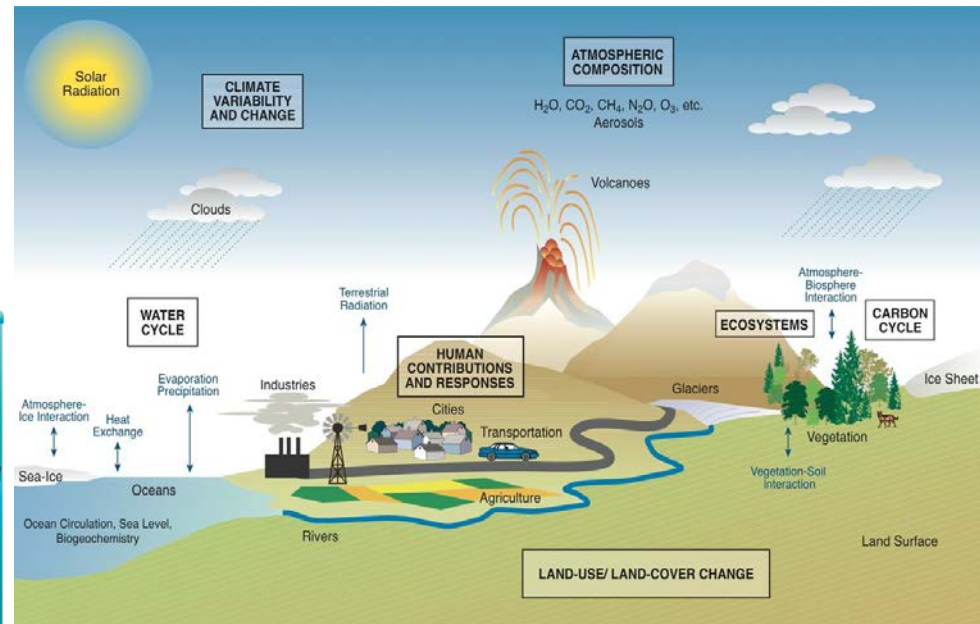 Solar
Radiation
CLIMATE
VARIABILITY
AND CHANGE
ATMOSPHERIC
COMPOSITION
H₂O, CO₂, CH₄, N₂O, O₃, etc.
Aerosols
Clouds
Volcanoes
WATER
CYCLE
Terrestrial
Radiation
Atmosphere-
Biosphere
Interaction
ECOSYSTEMS
CARBON
CYCLE
HUMAN
CONTRIBUTIONS
AND RESPONSES
Atmosphere-
Ice Interaction
Heat
Exchange
Evaporation
Precipitation
Industries
Cities
Transportation
Glaciers
Ice Sheet
Vegetation
Vegetation-Soil
Interaction
Sea-Ice
Oceans
Agriculture
Ocean Circulation, Sea Level,
Biogeochemistry
Rivers
Land Surface
LAND-USE/ LAND-COVER CHANGE